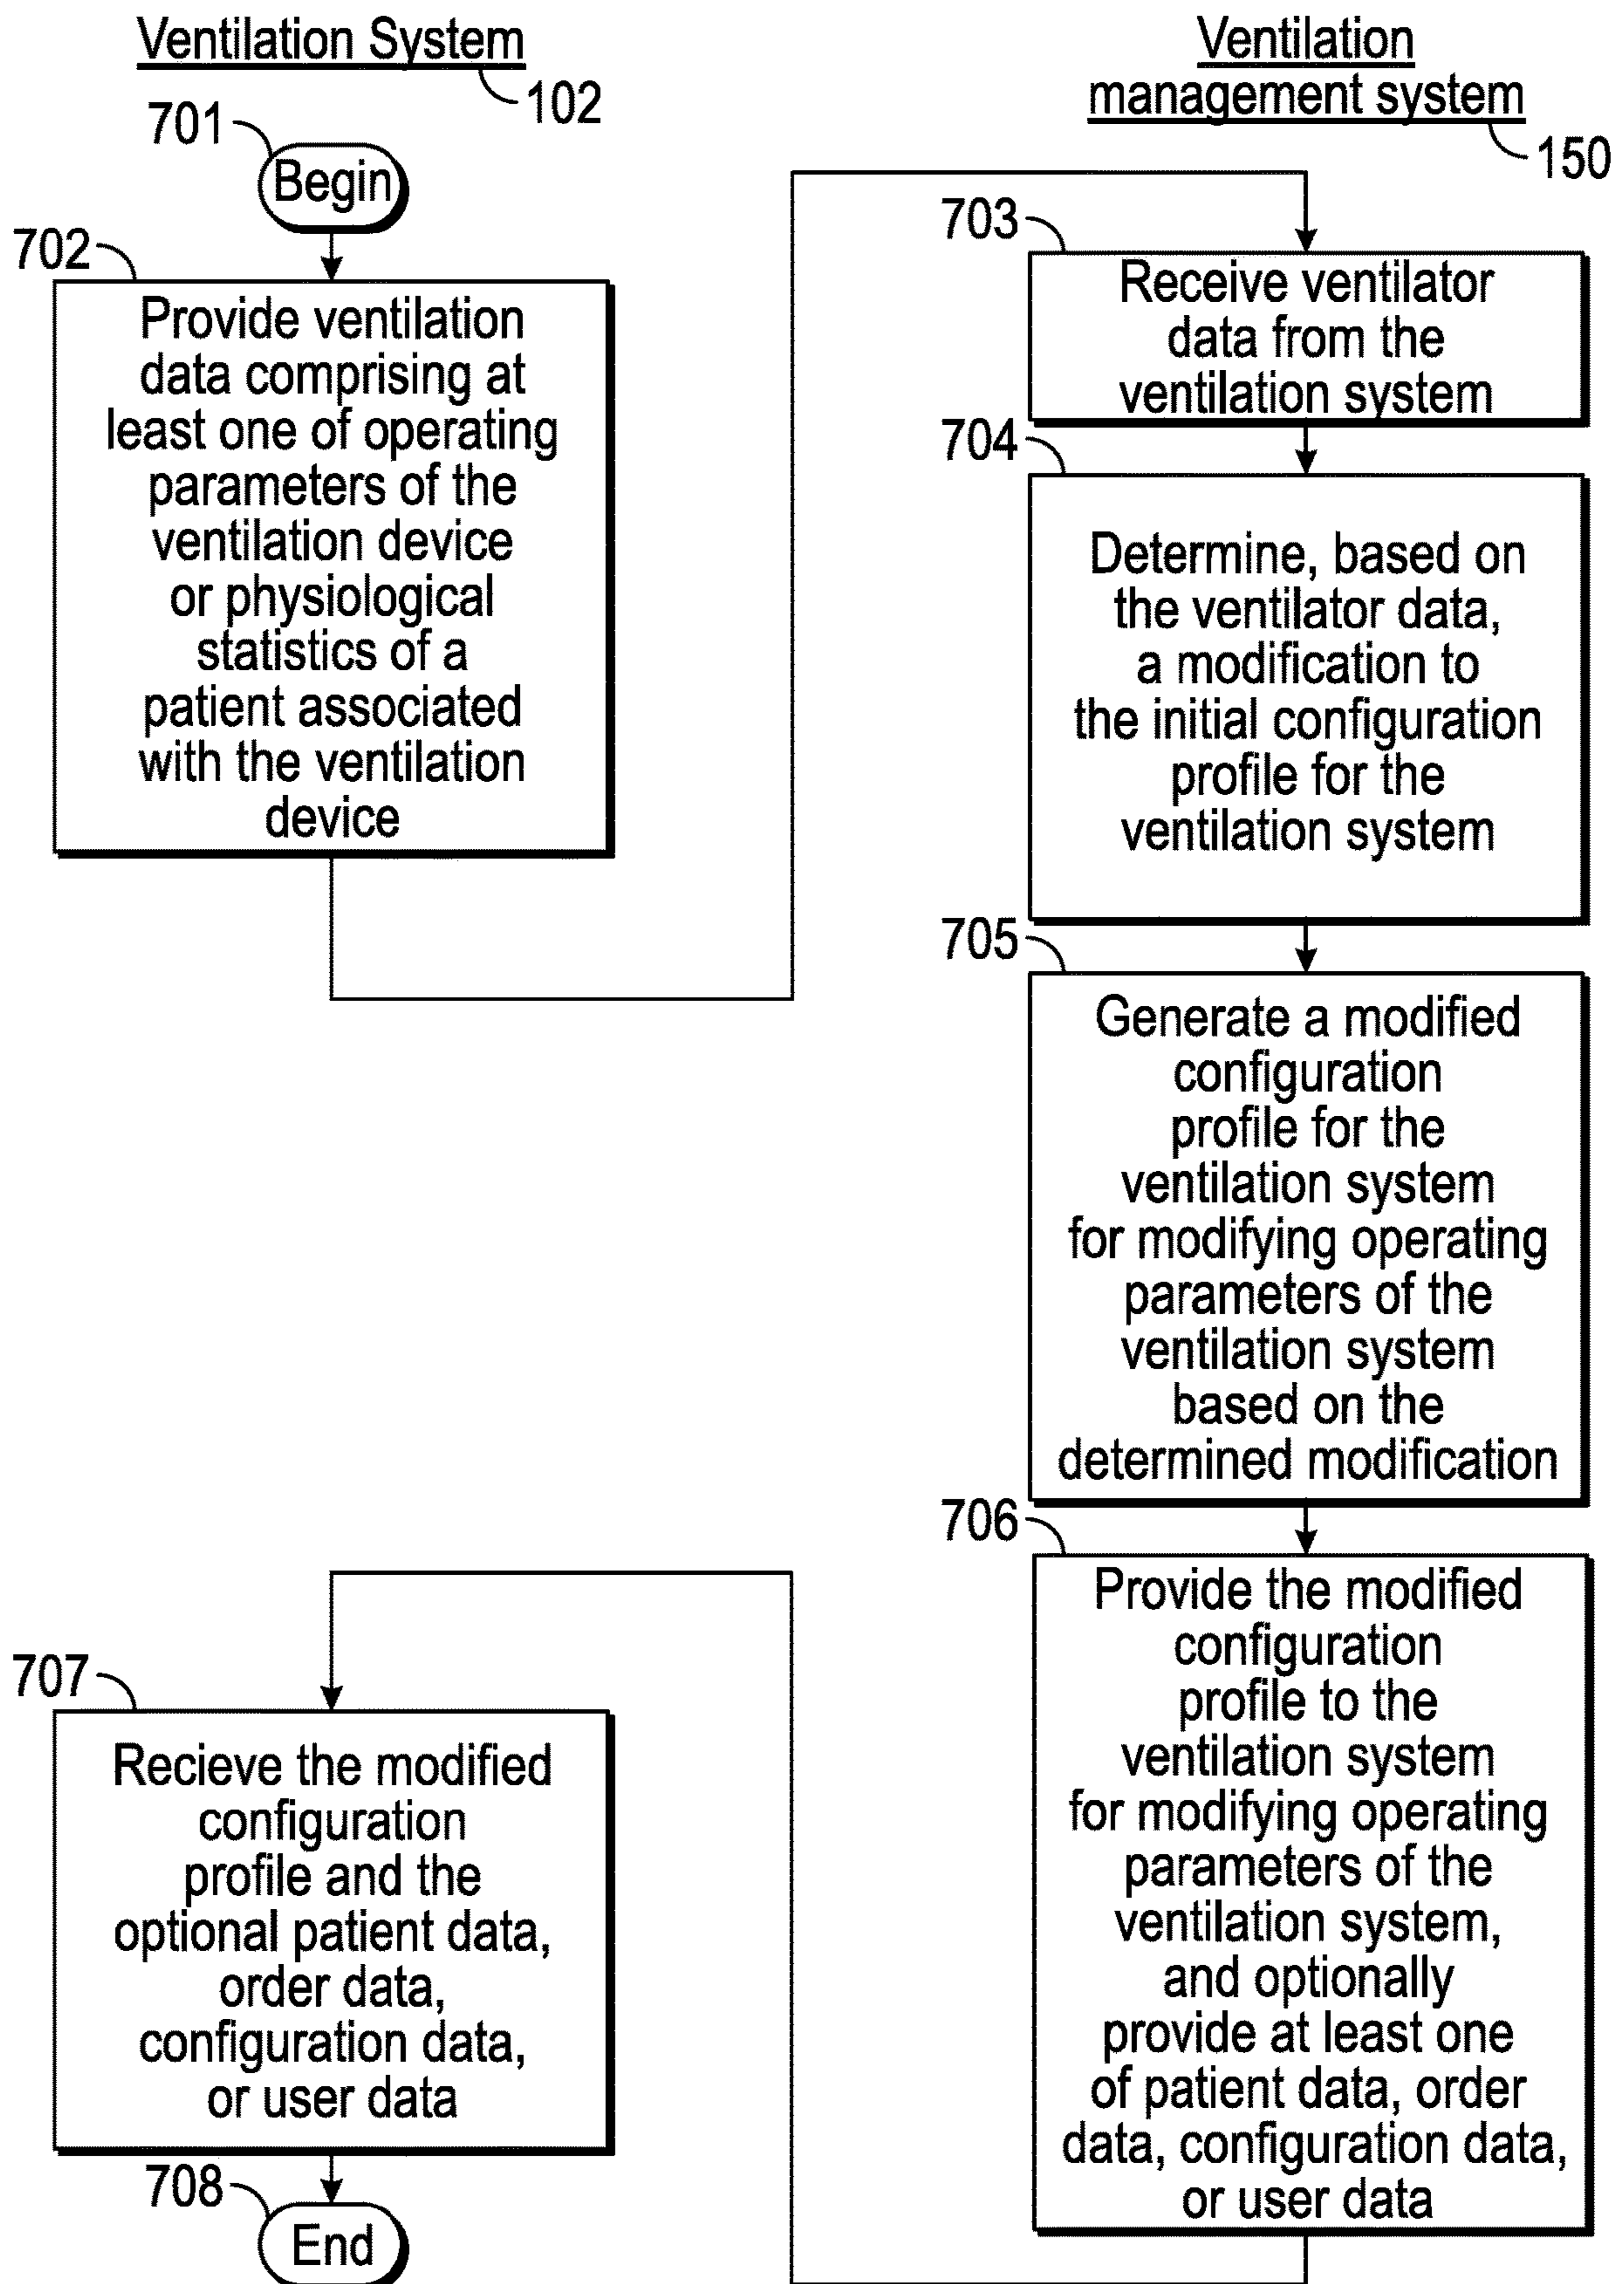 Ventilation System
102
701
Begin
702
Provide ventilation
data comprising at
least one of operating
parameters of the
ventilation device
or physiological
statistics of a
patient associated
with the ventilation
device
Ventilation
management system
150
703
Receive ventilator
data from the
ventilation system
704
Determine, based on
the ventilator data,
a modification to
the initial configuration
profile for the
ventilation system
705
Generate a modified
configuration
profile for the
ventilation system
for modifying operating
parameters of the
ventilation system
based on the
determined modification
706
Provide the modified
configuration
profile to the
ventilation system
for modifying operating
parameters of the
ventilation system,
and optionally
provide at least one
of patient data, order
data, configuration data,
or user data
707
Recieve the modified
configuration
profile and the
optional patient data,
order data,
configuration data,
or user data
708
End